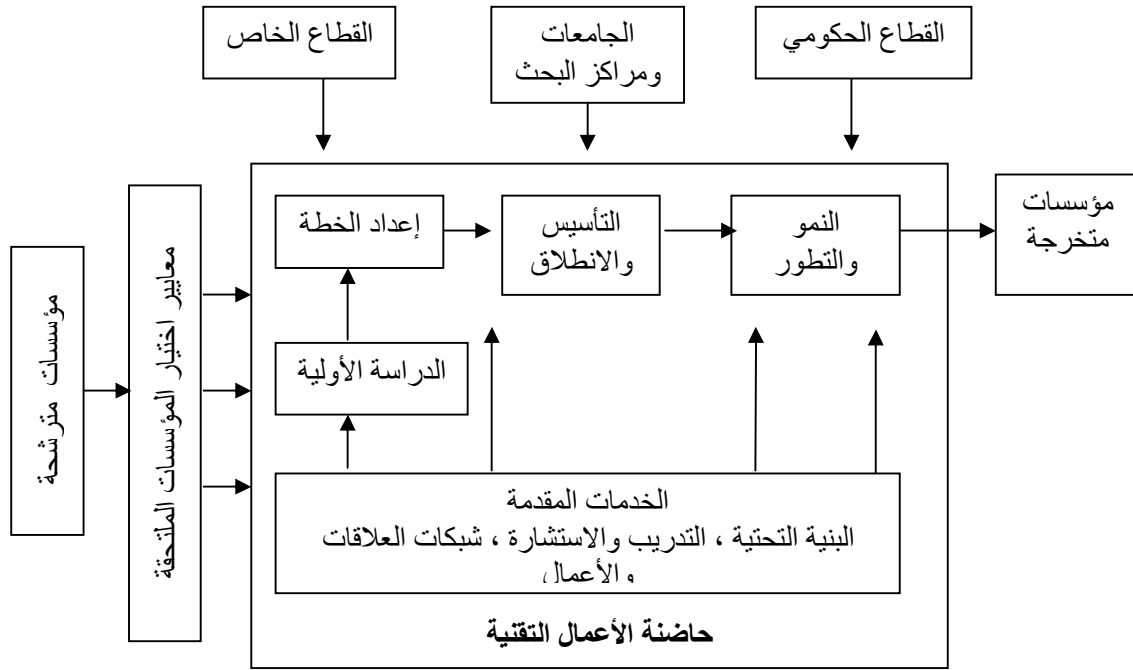 القطاع الخاص
الجامعات
ومراكز البحث
القطاع الحكومي
مؤسسات مترشحة
معايير اختيار المؤسسات الملتحقة
إعداد الخطة
التأسيس
والانطلاق
النمو
والتطور
مؤسسات
متخرجة
الدراسة الأولية
الخدمات المقدمة
البنية التحتية ، التدريب والاستشارة ، شبكات العلاقات
والأعمال
حاضنة الأعمال التقنية